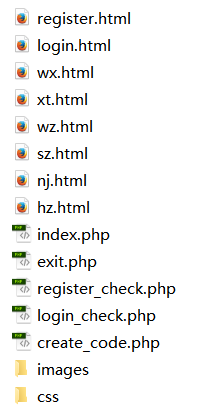 register.html
login.html
wx.html
xt.html
wz.html
sz.html
nj.html
hz.html
index.php
exit.php
register_check.php
login_check.php
create_code.php
images
css